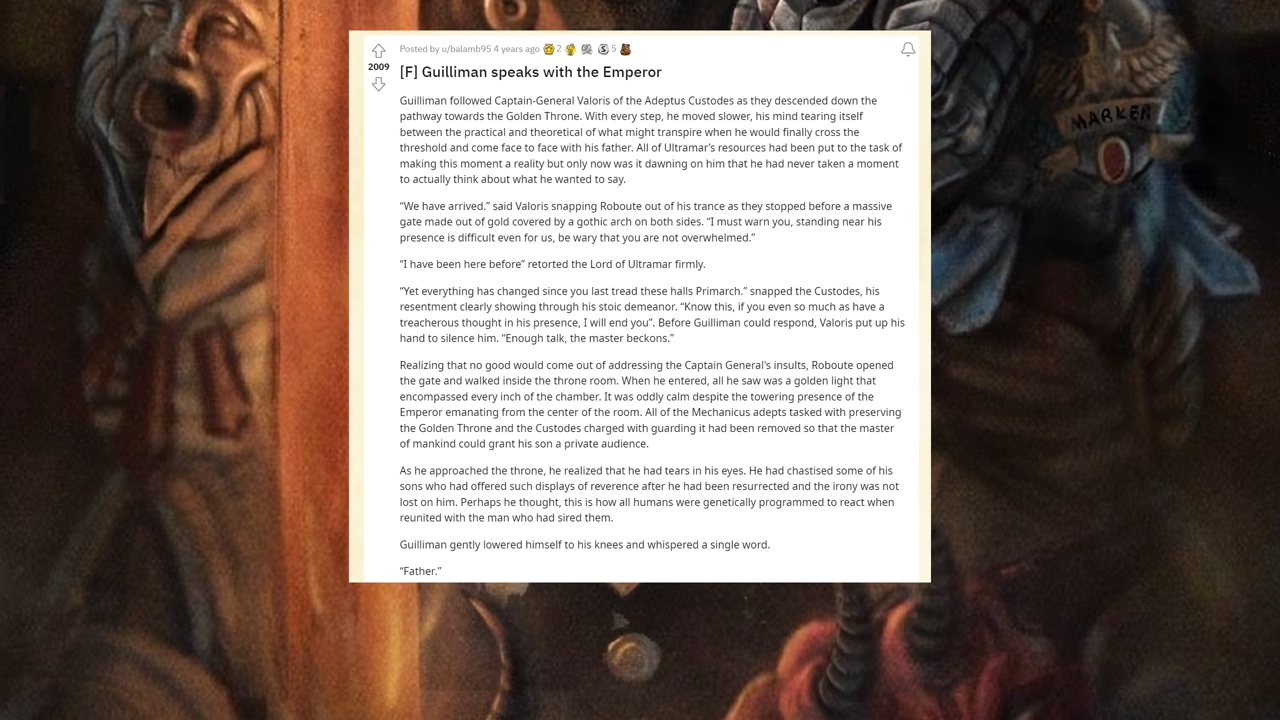 Posted by u/balamb95 4 years ago 2 5
2009
[F] Guilliman speaks with the Emperor
Guilliman followed Captain-General Valoris of the Adeptus Custodes as they descended down the
pathway towards the Golden Throne. With every step, he moved slower, his mind tearing itself
between the practical and theoretical of what might transpire when he would finally cross the
threshold and come face to face with his father. All of Ultramar's resources had been put to the task of
making this moment a reality but only now was it dawning on him that he had never taken a moment
to actually think about what he wanted to say.
“We have arrived.” said Valoris snapping Roboute out of his trance as they stopped before a massive
gate made out of gold covered by a gothic arch on both sides. “I must warn you, standing near his
presence is difficult even for us, be wary that you are not overwhelmed.”
“I have been here before” retorted the Lord of Ultramar firmly.
“Yet everything has changed since you last tread these halls Primarch.” snapped the Custodes, his
resentment clearly showing through his stoic demeanor. “Know this, if you even so much as have a
treacherous thought in his presence, I will end you”. Before Guilliman could respond, Valoris put up his
hand to silence him. “Enough talk, the master beckons.”
Realizing that no good would come out of addressing the Captain General's insults, Roboute opened
the gate and walked inside the throne room. When he entered, all he saw was a golden light that
encompassed every inch of the chamber. It was oddly calm despite the towering presence of the
Emperor emanating from the center of the room. All of the Mechanicus adepts tasked with preserving
the Golden Throne and the Custodes charged with guarding it had been removed so that the master
of mankind could grant his son a private audience.
As he approached the throne, he realized that he had tears in his eyes. He had chastised some of his
sons who had offered such displays of reverence after he had been resurrected and the irony was not
lost on him. Perhaps he thought, this is how all humans were genetically programmed to react when
reunited with the man who had sired them.
Guilliman gently lowered himself to his knees and whispered a single word.
“Father.”
MARKER